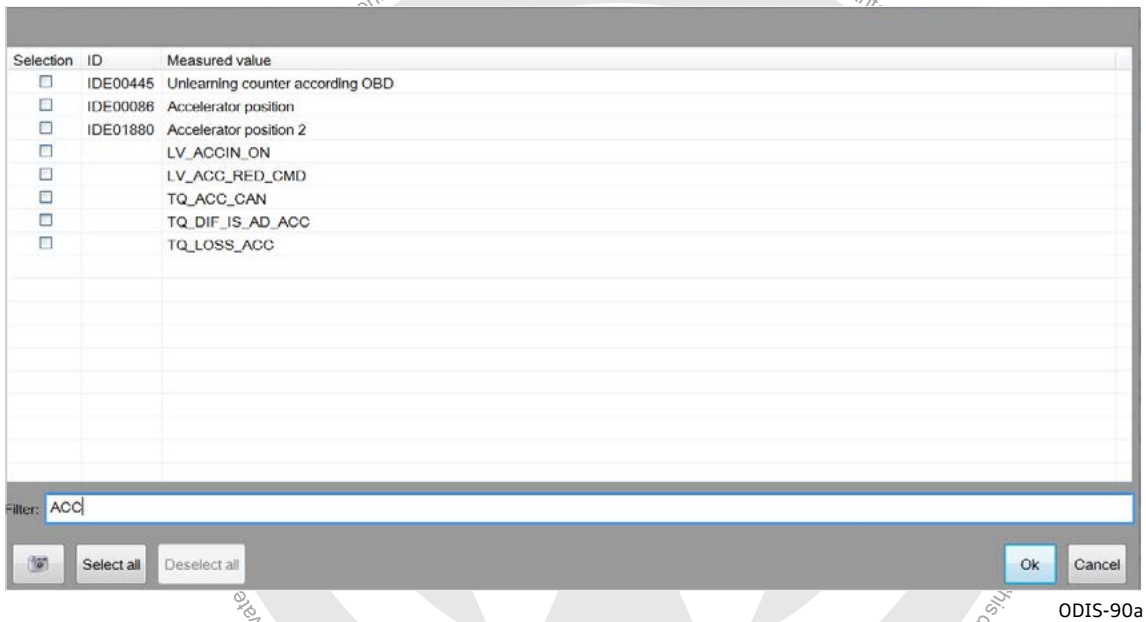 Selection ID Measured value
IDE00445 Unlearning counter according OBD
IDE00086 Accelerator position
IDE01880 Accelerator position 2
LV_ACCIN_ON
LV_ACC_RED_CMD
TQ_ACC_CAN
TQ_DIF_IS_AD_ACC
TQ_LOSS_ACC
Filter: ACC
Select all Deselect all Ok Cancel
ODIS-90a